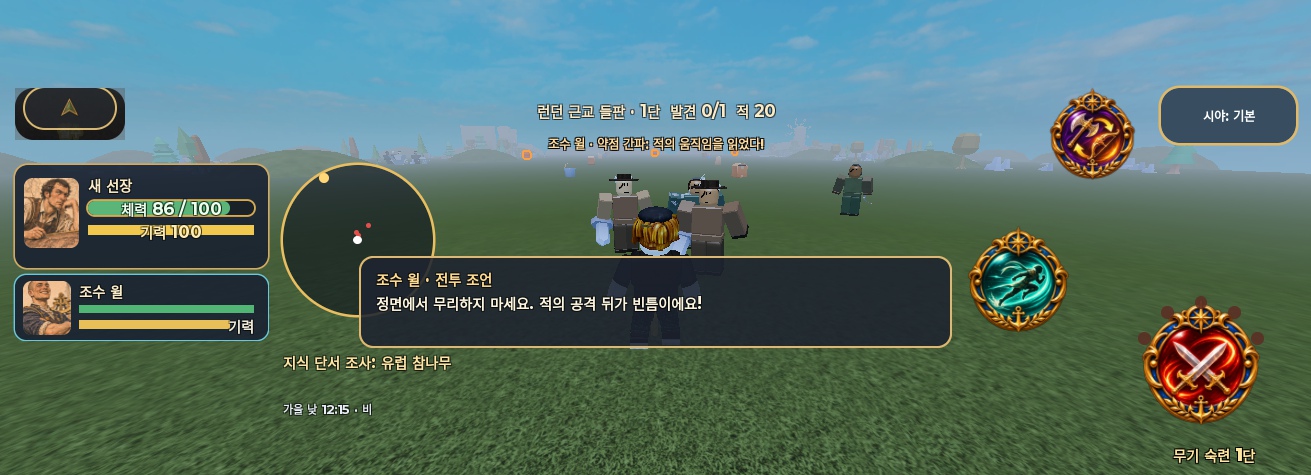 런던 근교 들판 · 1단 발견 0/1 적 20
조수 윌 · 약점 간파: 적의 움직임을 읽었다!
시야: 기본
새 선장
체력 86 / 100
기력 100
조수 윌
기력
조수 윌 · 전투 조언
정면에서 무리하지 마세요. 적의 공격 뒤가 빈틈이에요!
지식 단서 조사: 유럽 참나무
가을 낮 12:15 · 비
무기 숙련 1단